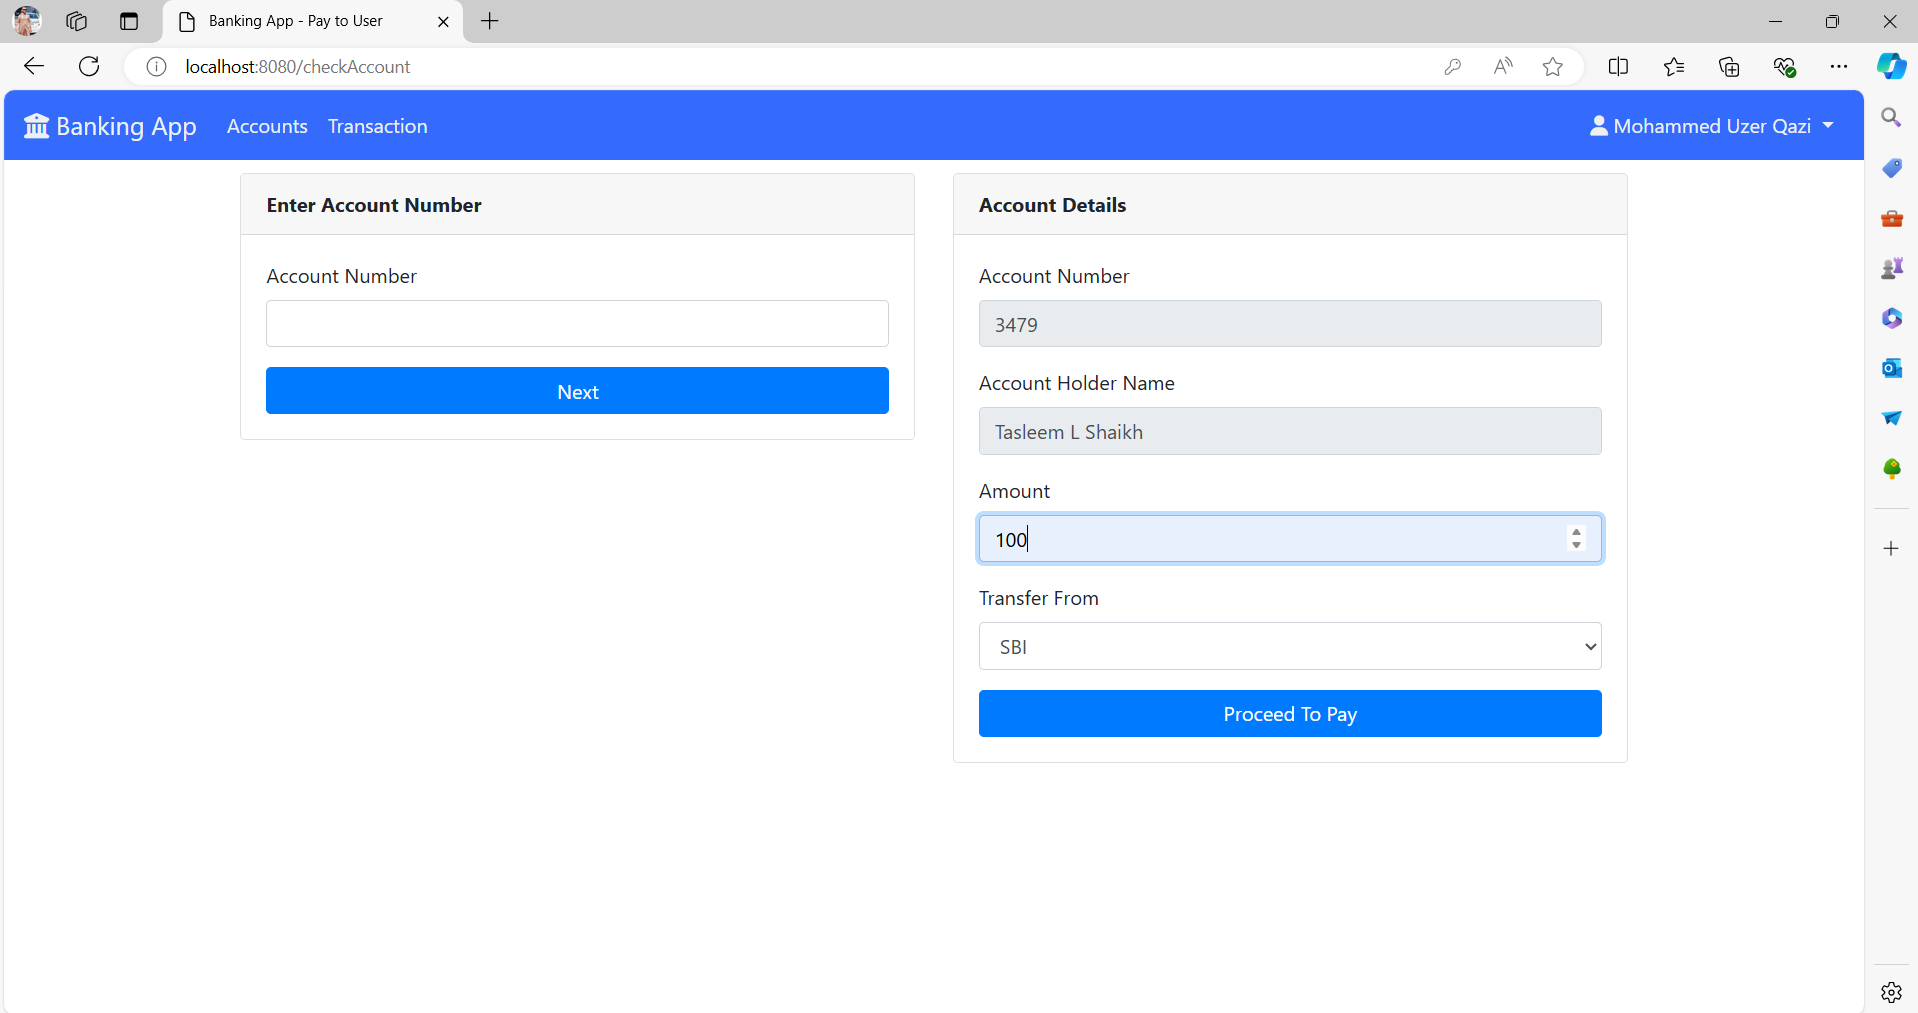 Banking App - Pay to User
localhost:8080/checkAccount
Banking App Accounts Transaction Mohammed Uzer Qazi
Enter Account Number
Account Number
Next
Account Details
Account Number
3479
Account Holder Name
Tasleem L Shaikh
Amount
100
Transfer From
SBI
Proceed To Pay